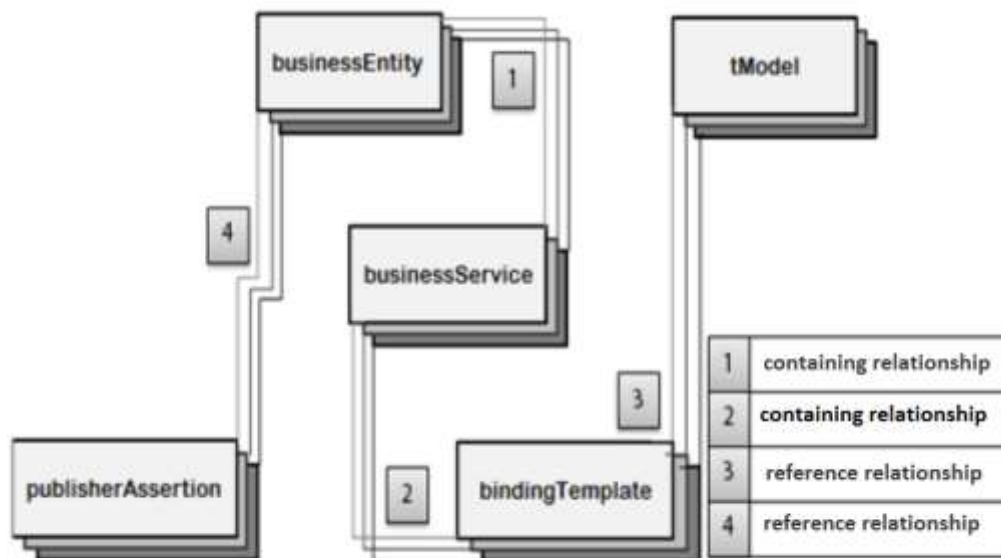 businessEntity
tModel
1
4
businessService
3
publisherAssertion
2
bindingTemplate
1 containing relationship
2 containing relationship
3 reference relationship
4 reference relationship